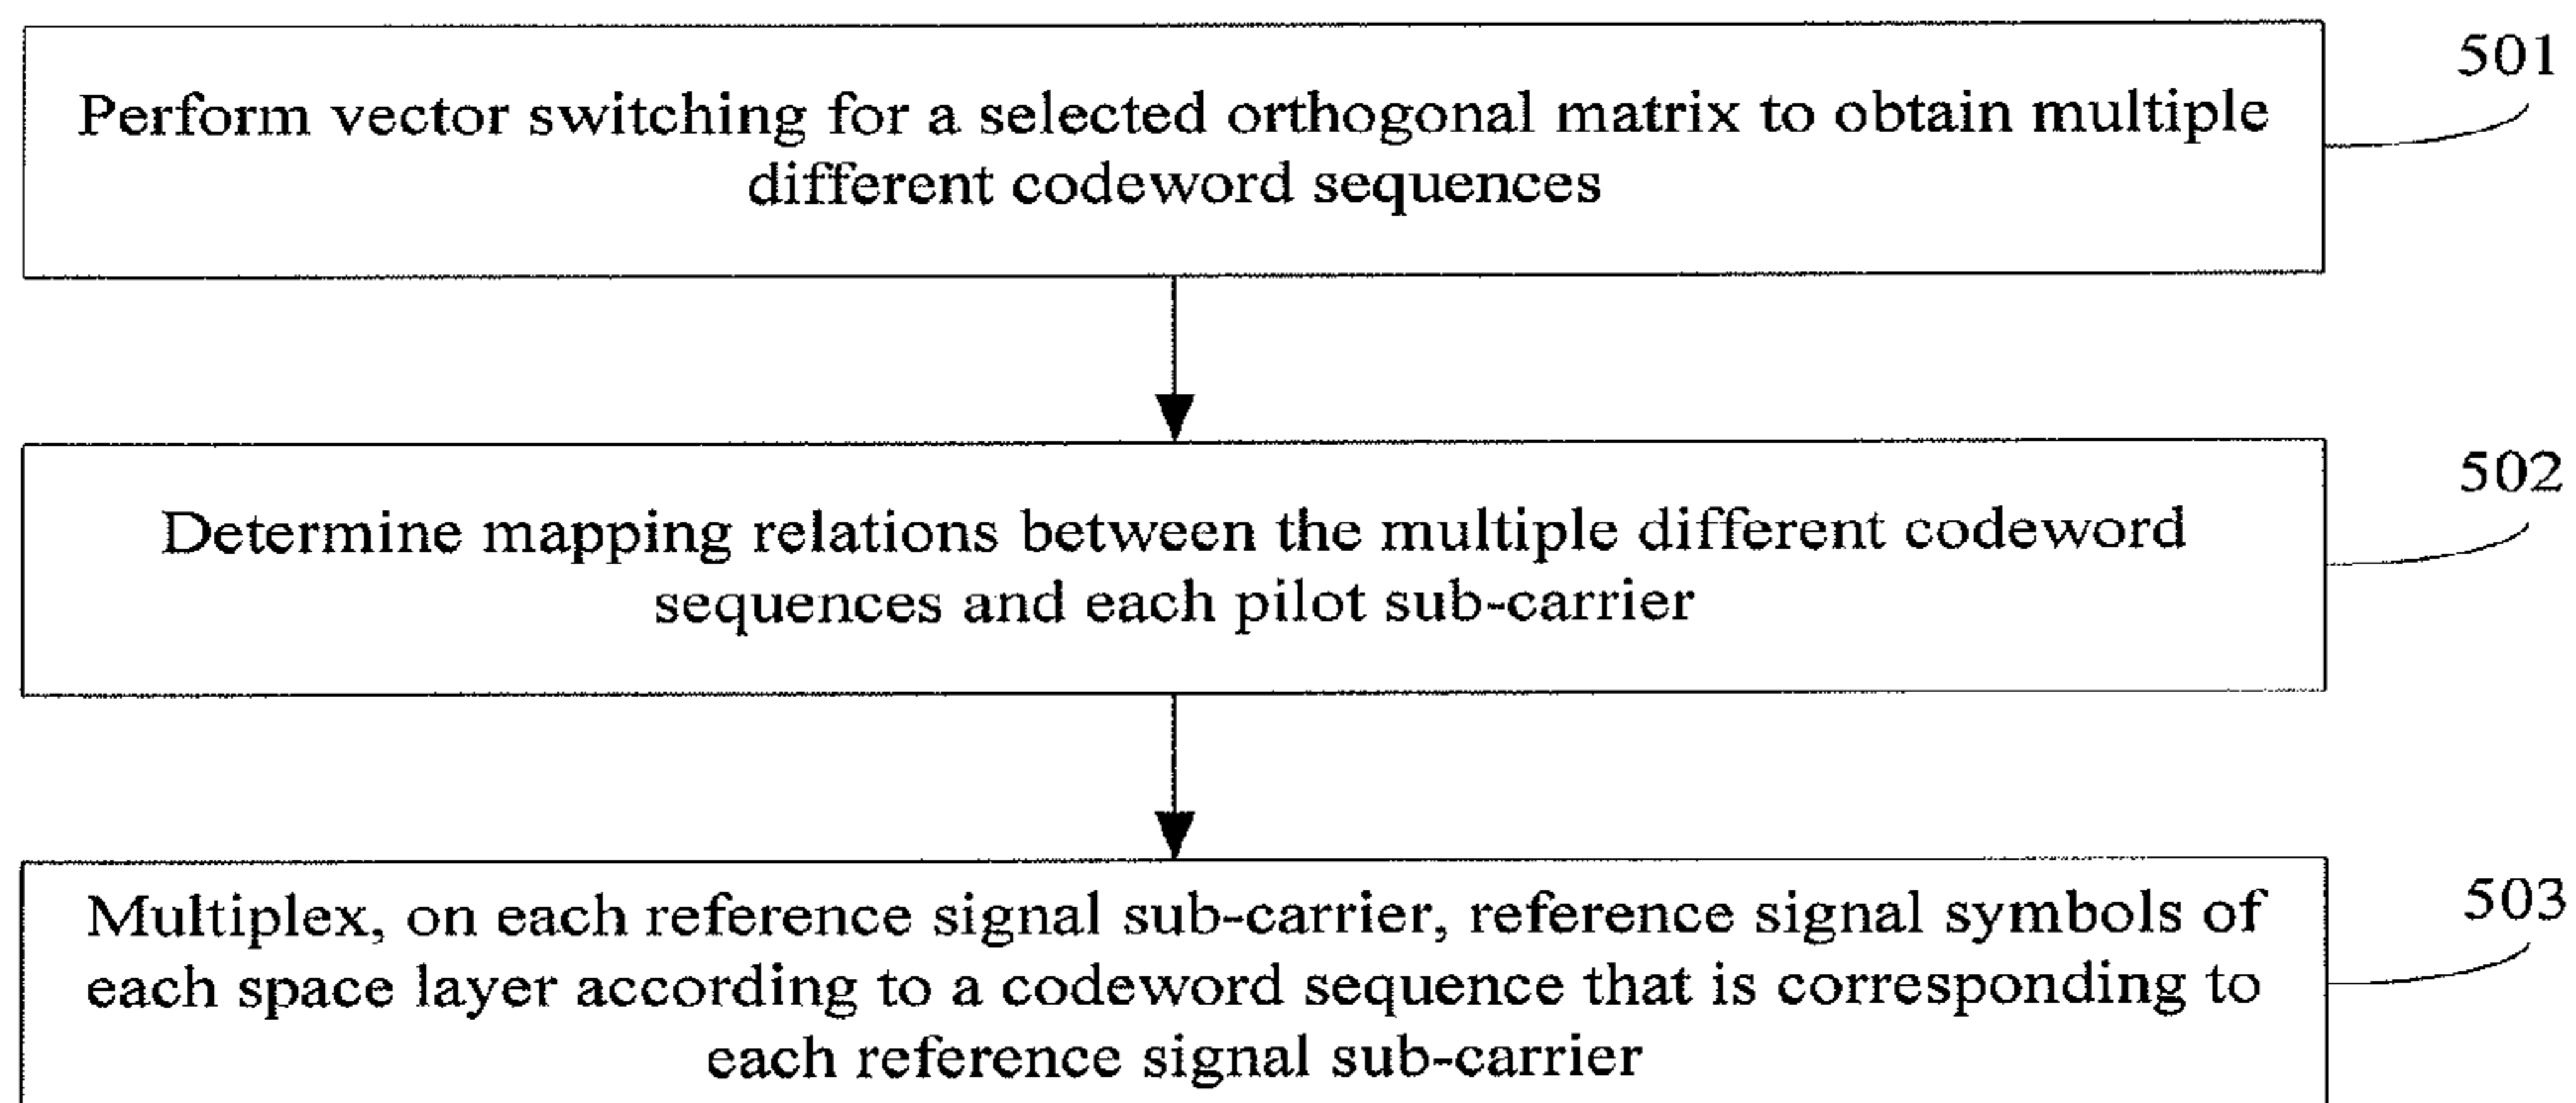 501
Perform vector switching for a selected orthogonal matrix to obtain multiple
different codeword sequences
502
Determine mapping relations between the multiple different codeword
sequences and each pilot sub-carrier
503
Multiplex, on each reference signal sub-carrier, reference signal symbols of
each space layer according to a codeword sequence that is corresponding to
each reference signal sub-carrier